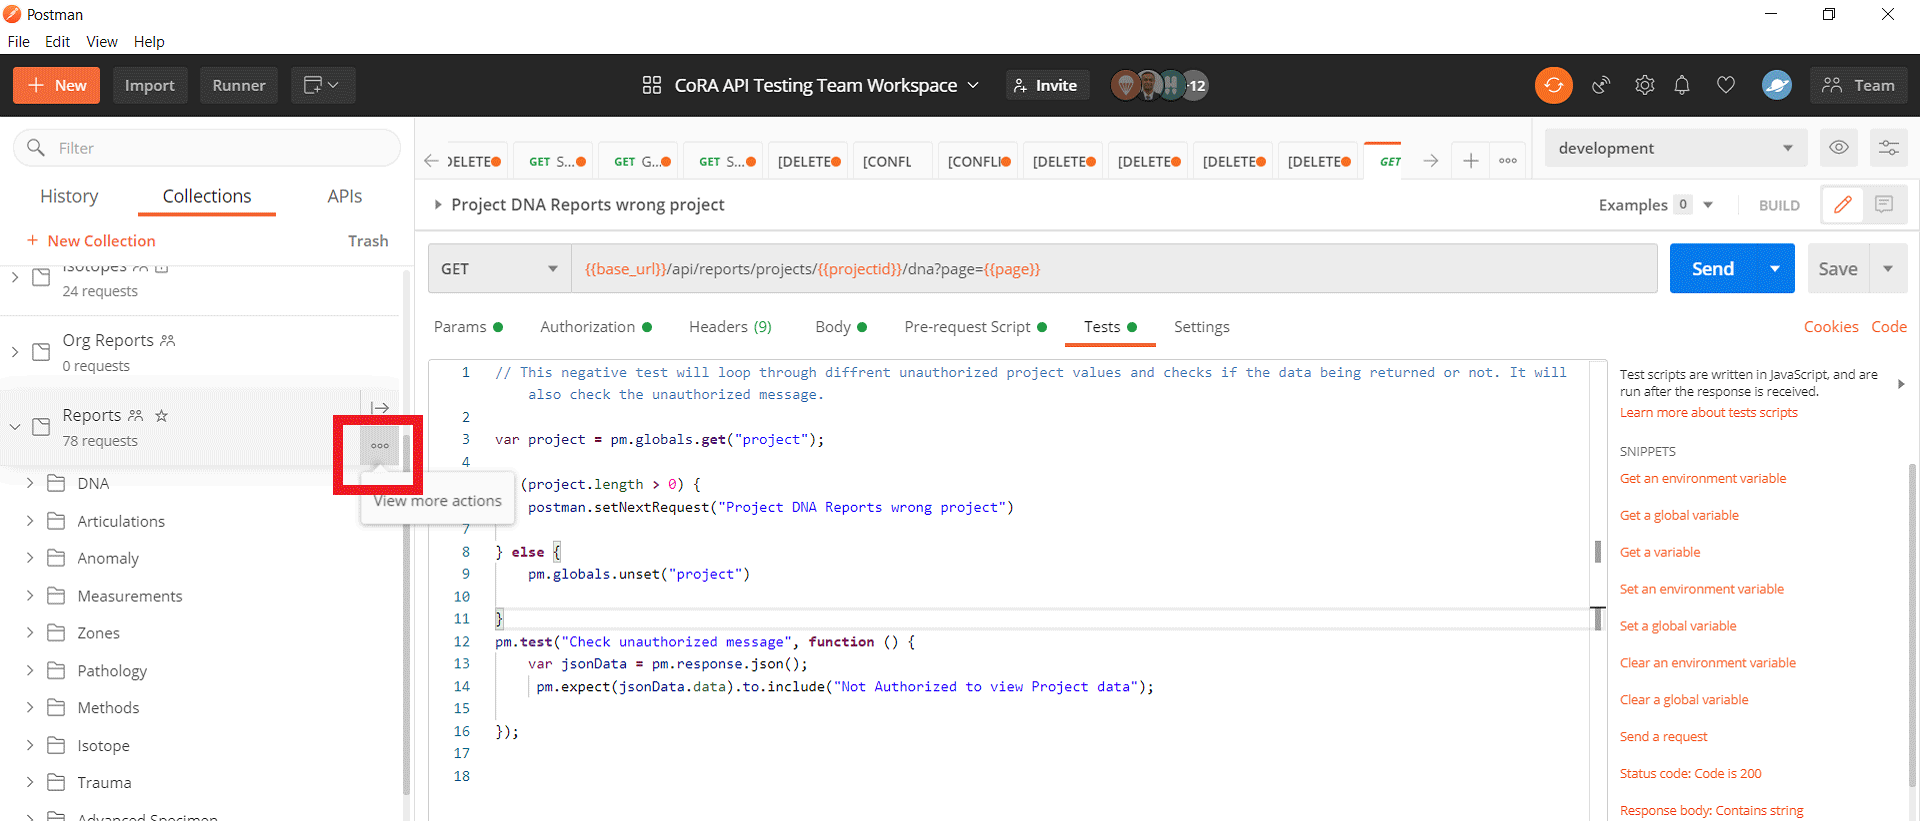 Postman
File Edit View Help
New Import Runner CoRA API Testing Team Workspace Invite +12 Team
Filter
History Collections APIs
+ New Collection Trash
Isotopes
24 requests
Org Reports
0 requests
Reports
78 requests
View more actions
DNA
Articulations
Anomaly
Measurements
Zones
Pathology
Methods
Isotope
Trauma
Advanced Specimen
DELETE GET S... GET G... GET S... [DELETE [CONFL [CONFLI [DELETE [DELETE [DELETE [DELETE GET
development
Project DNA Reports wrong project
Examples 0 BUILD
GET {{base_url}}/api/reports/projects/{{projectid}}/dna?page={{page}} Send Save
Params Authorization Headers (9) Body Pre-request Script Tests Settings Cookies Code
1 // This negative test will loop through diffrent unauthorized project values and checks if the data being returned or not. It will
also check the unauthorized message.
2
3 var project = pm.globals.get("project");
4
(project.length > 0) {
postman.setNextRequest("Project DNA Reports wrong project")
7
8 } else {
9 pm.globals.unset("project")
10
11 }
12 pm.test("Check unauthorized message", function () {
13 var jsonData = pm.response.json();
14 pm.expect(jsonData.data).to.include("Not Authorized to view Project data");
15
16 });
17
18
Test scripts are written in JavaScript, and are
run after the response is received.
Learn more about tests scripts
SNIPPETS
Get an environment variable
Get a global variable
Get a variable
Set an environment variable
Set a global variable
Clear an environment variable
Clear a global variable
Send a request
Status code: Code is 200
Response body: Contains string